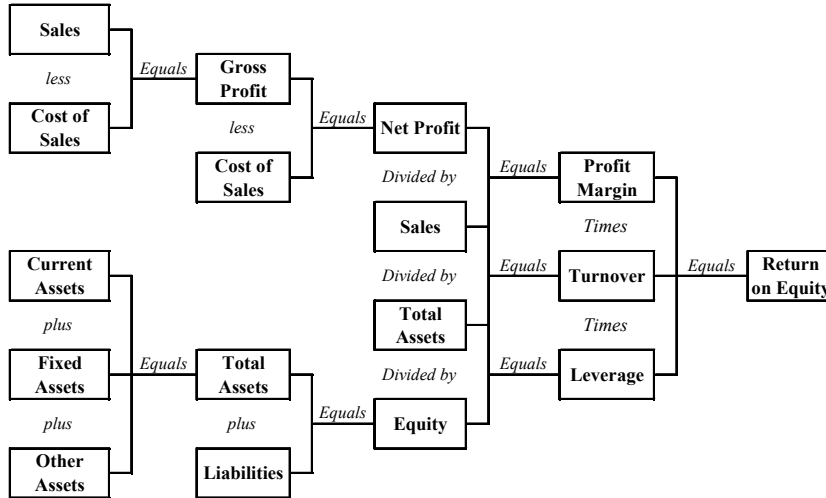 Sales
less
Equals
Gross
Profit
Cost of
Sales
less
Equals
Net Profit
Cost of
Sales
Divided by
Equals
Profit
Margin
Sales
Times
Current
Assets
Divided by
Equals
Turnover
Equals
Return
on Equity
plus
Total
Assets
Times
Fixed
Assets
Equals
Total
Assets
Divided by
Equals
Leverage
plus
plus
Equals
Equity
Other
Assets
Liabilities